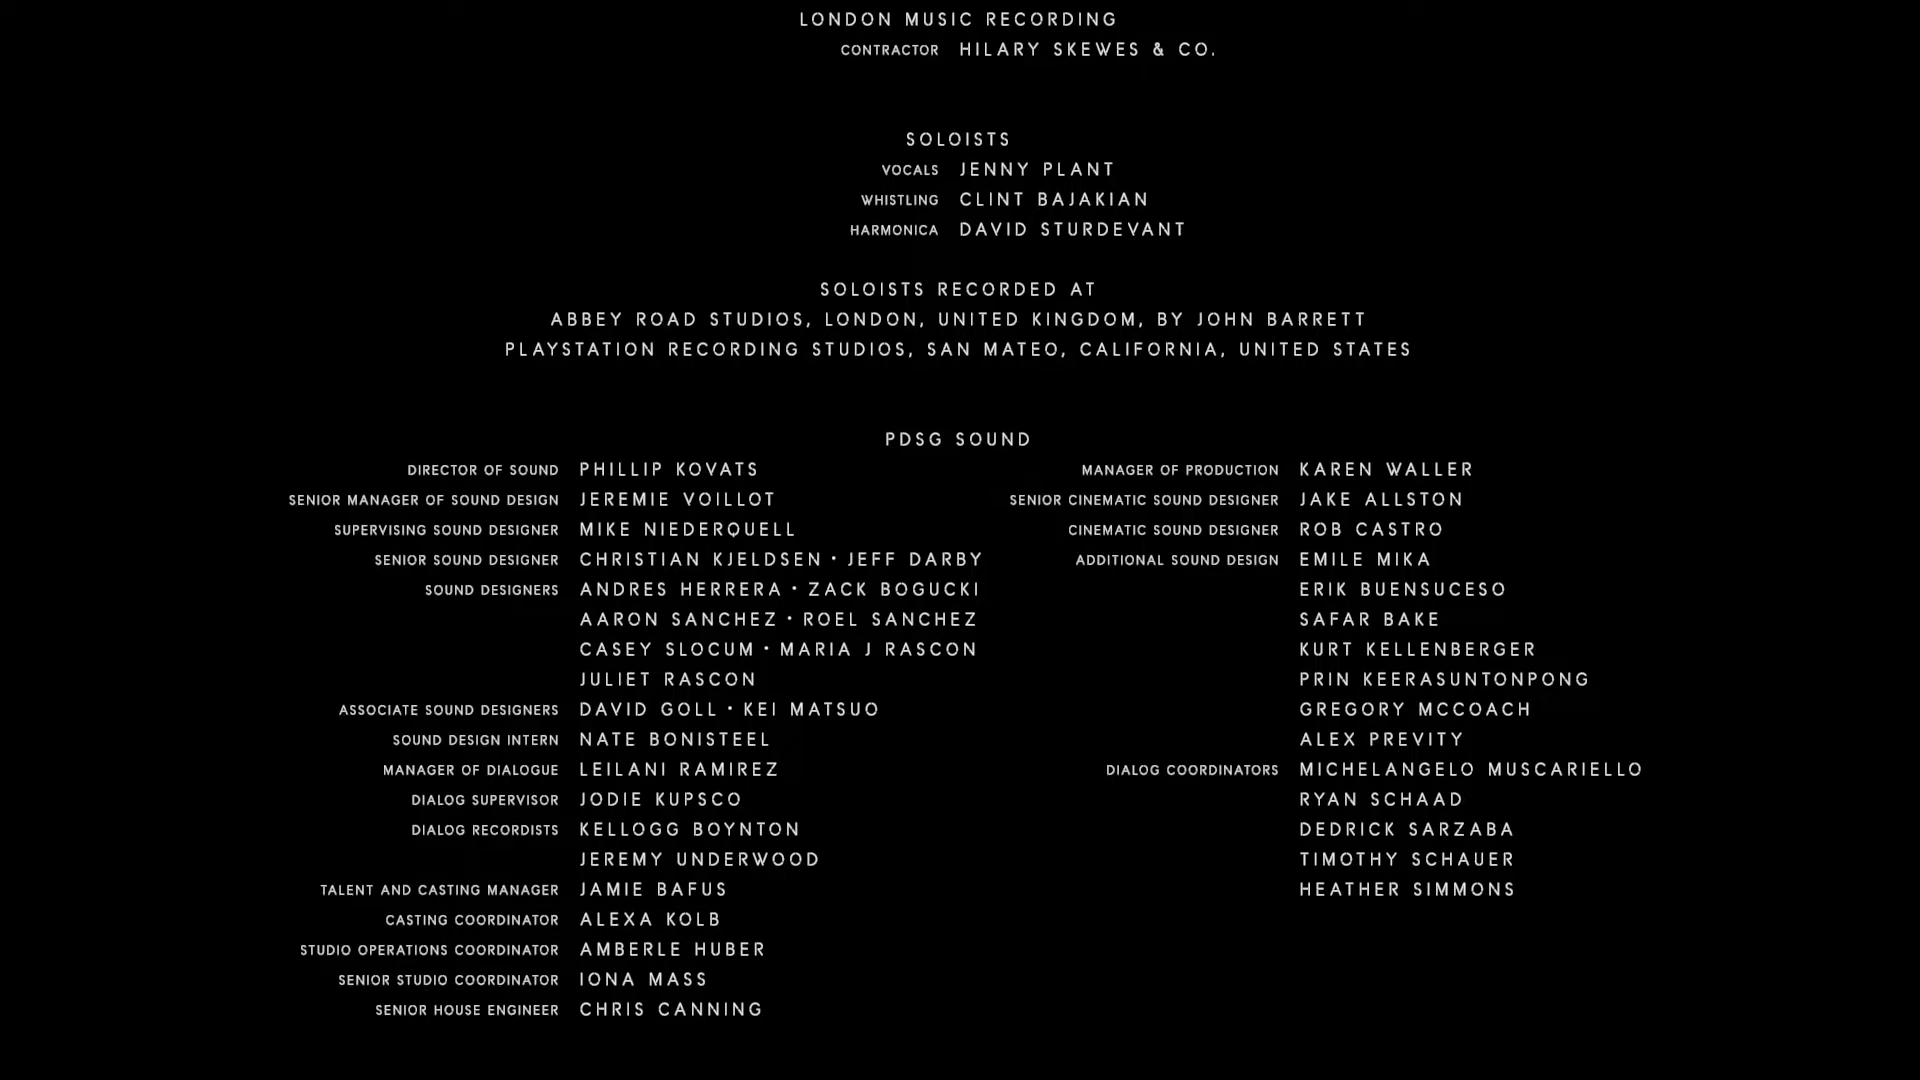 LONDON MUSIC RECORDING
CONTRACTOR HILARY SKEWES & CO.
SOLOISTS
VOCALS JENNY PLANT
WHISTLING CLINT BAJAKIAN
HARMONICA DAVID STURDEVANT
SOLOISTS RECORDED AT
ABBEY ROAD STUDIOS, LONDON, UNITED KINGDOM, BY JOHN BARRETT
PLAYSTATION RECORDING STUDIOS, SAN MATEO, CALIFORNIA, UNITED STATES
PDSG SOUND
DIRECTOR OF SOUND PHILLIP KOVATS
SENIOR MANAGER OF SOUND DESIGN JEREMIE VOILLOT
SUPERVISING SOUND DESIGNER MIKE NIEDERQUELL
SENIOR SOUND DESIGNER CHRISTIAN KJELDSEN • JEFF DARBY
SOUND DESIGNERS ANDRES HERRERA • ZACK BOGUCKI
AARON SANCHEZ • ROEL SANCHEZ
CASEY SLOCUM • MARIA J RASCON
JULIET RASCON
ASSOCIATE SOUND DESIGNERS DAVID GOLL • KEI MATSUO
SOUND DESIGN INTERN NATE BONISTEEL
MANAGER OF DIALOGUE LEILANI RAMIREZ
DIALOG SUPERVISOR JODIE KUPSCO
DIALOG RECORDISTS KELLOGG BOYNTON
JEREMY UNDERWOOD
TALENT AND CASTING MANAGER JAMIE BAFUS
CASTING COORDINATOR ALEXA KOLB
STUDIO OPERATIONS COORDINATOR AMBERLE HUBER
SENIOR STUDIO COORDINATOR IONA MASS
SENIOR HOUSE ENGINEER CHRIS CANNING
MANAGER OF PRODUCTION KAREN WALLER
SENIOR CINEMATIC SOUND DESIGNER JAKE ALLSTON
CINEMATIC SOUND DESIGNER ROB CASTRO
ADDITIONAL SOUND DESIGN EMILE MIKA
ERIK BUENSUCESO
SAFAR BAKE
KURT KELLENBERGER
PRIN KEERASUNTONPONG
GREGORY MCCOACH
ALEX PREVITY
DIALOG COORDINATORS MICHELANGELO MUSCARIELLO
RYAN SCHAAD
DEDRICK SARZABA
TIMOTHY SCHAUER
HEATHER SIMMONS